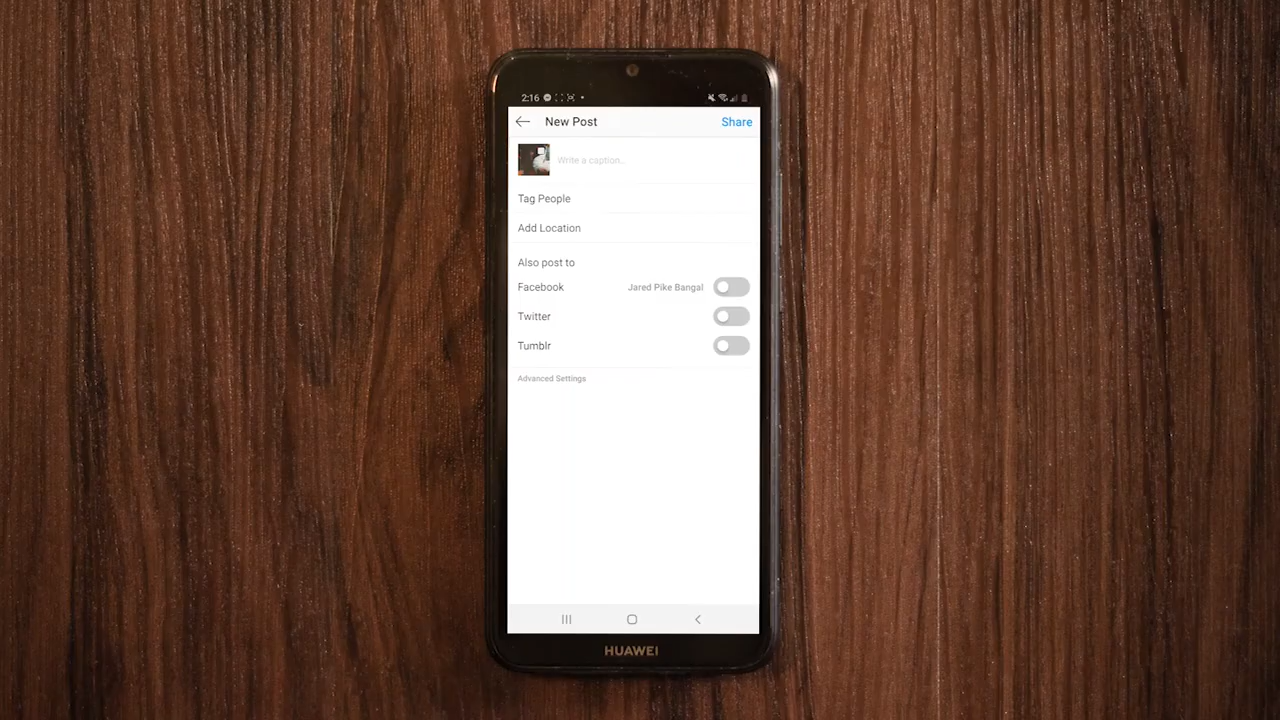 2:16
New Post
Share
Write a caption...
Tag People
Add Location
Also post to
Facebook
Jared Pike Bangal
Twitter
Tumblr
Advanced Settings
HUAWEI